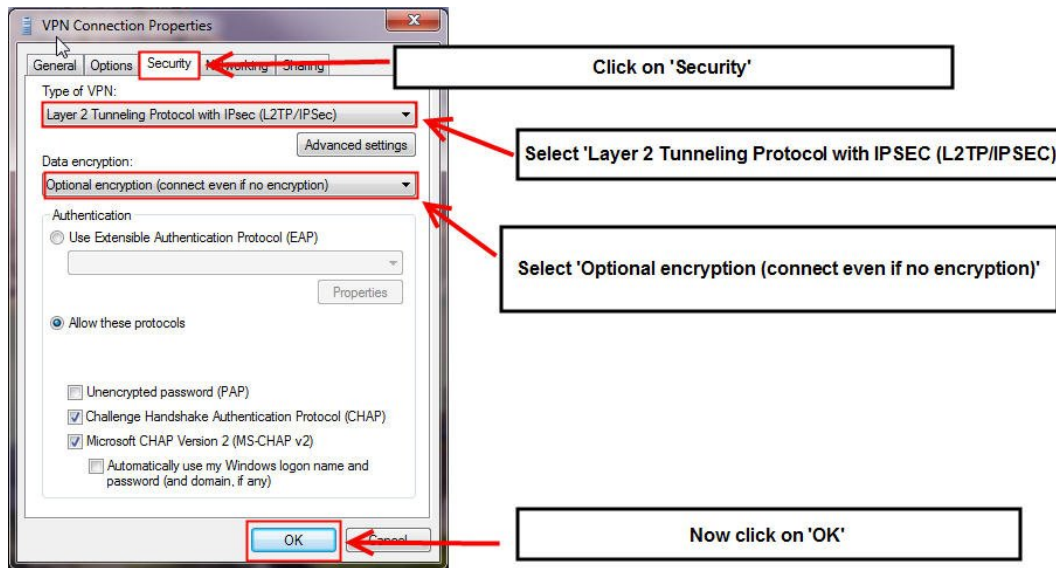 VPN Connection Properties
General Options Security Networking Sharing
Click on 'Security'
Type of VPN:
Layer 2 Tunneling Protocol with IPsec (L2TP/IPSec)
Select 'Layer 2 Tunneling Protocol with IPSEC (L2TP/IPSEC)
Advanced settings
Data encryption:
Optional encryption (connect even if no encryption)
Select 'Optional encryption (connect even if no encryption)'
Authentication
Use Extensible Authentication Protocol (EAP)
Properties
Allow these protocols
Unencrypted password (PAP)
Challenge Handshake Authentication Protocol (CHAP)
Microsoft CHAP Version 2 (MS-CHAP v2)
Automatically use my Windows logon name and
password (and domain, if any)
OK Cancel
Now click on 'OK'